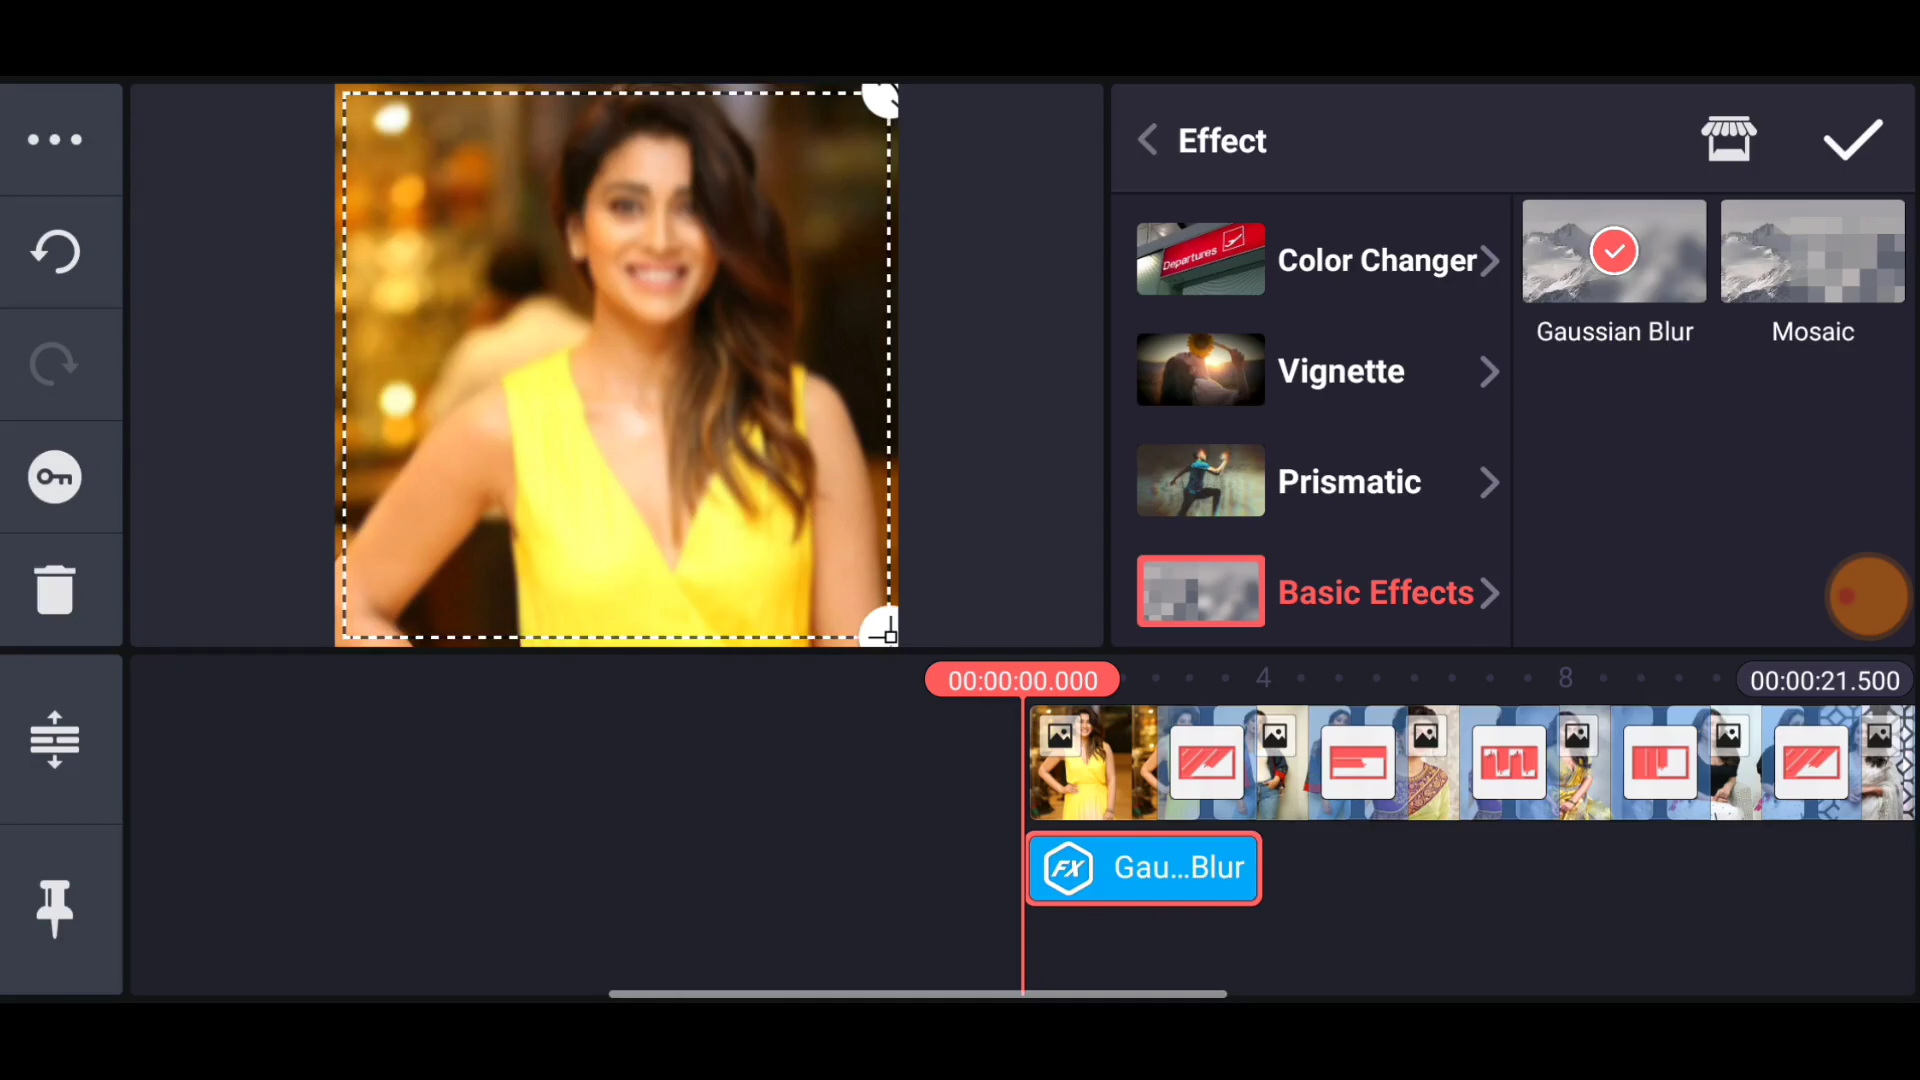 Effect
Departures
Color Changer
Vignette
Prismatic
Basic Effects
Gaussian Blur
Mosaic
00:00:00.000
4
8
00:00:21.500
FX
Gau...Blur